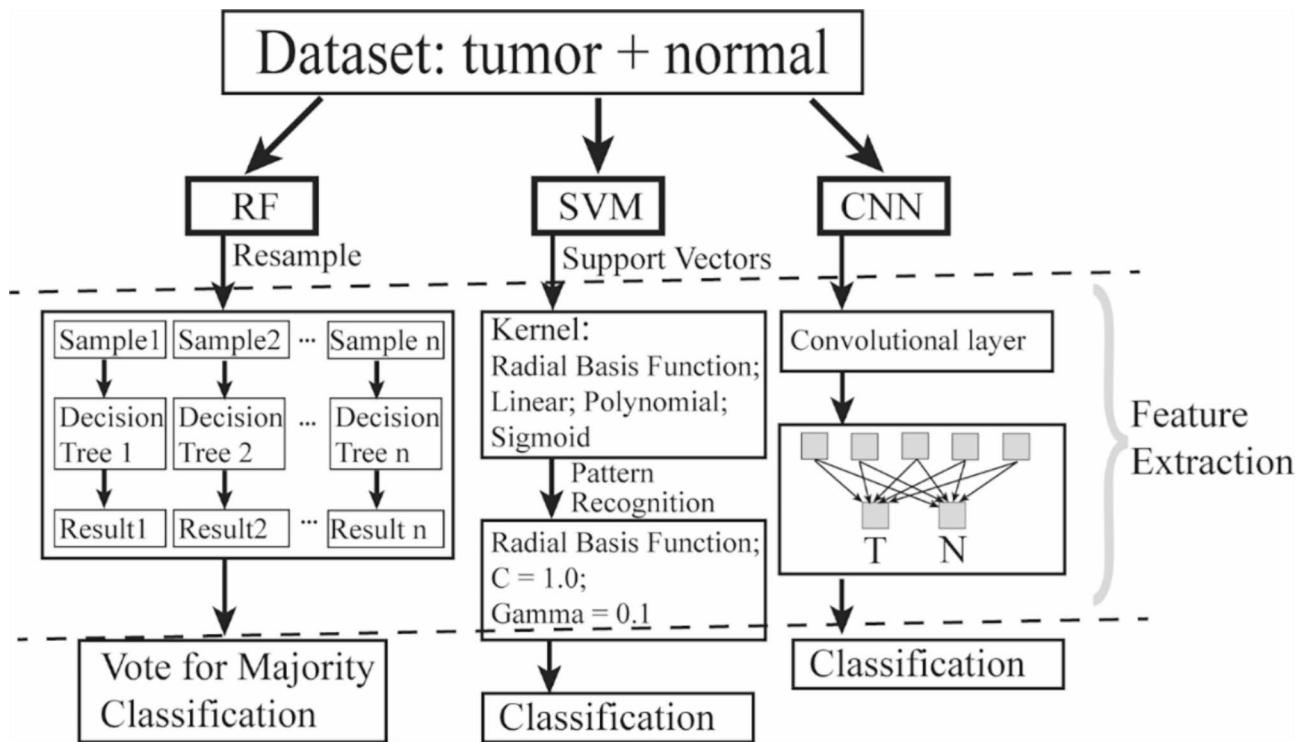 Dataset: tumor + normal
RF
SVM
CNN
Resample
Support Vectors
Sample1
Sample2
...
Sample n
Decision
Tree 1
Decision
Tree 2
...
Decision
Tree n
Result1
Result2
...
Result n
Vote for Majority
Classification
Kernel:
Radial Basis Function;
Linear; Polynomial;
Sigmoid
Pattern
Recognition
Radial Basis Function;
C = 1.0;
Gamma = 0.1
Classification
Convolutional layer
T
N
Classification
Feature
Extraction